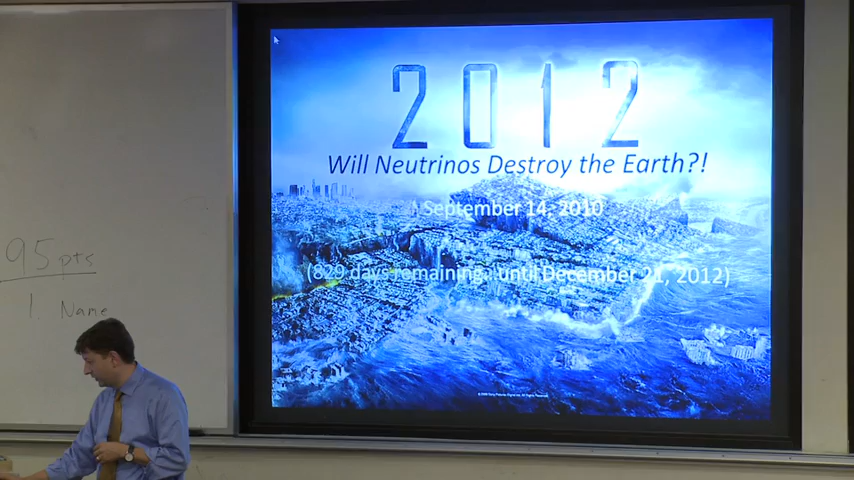 2012
Will Neutrinos Destroy the Earth?!
September 14, 2010
(829 days remaining... until December 21, 2012)
95 pts
1 Name